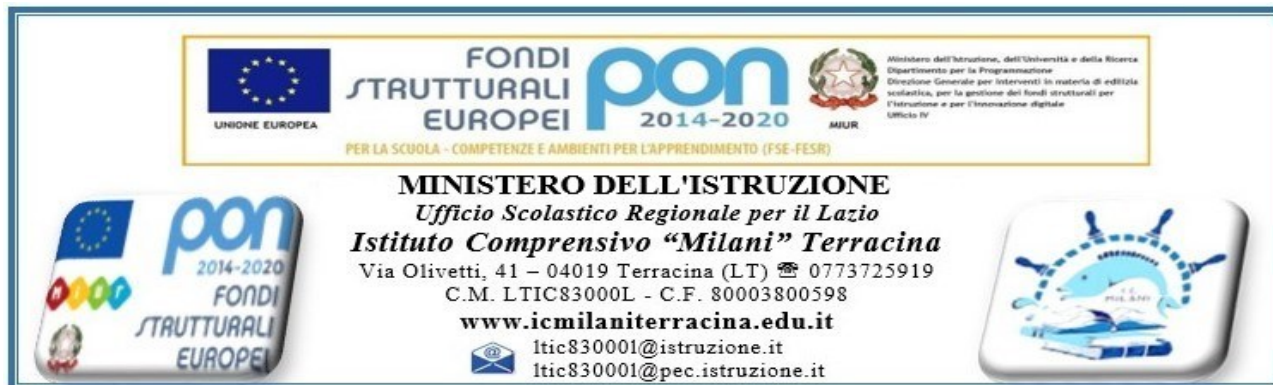 UNIONE EUROPEA
FONDI
STRUTTURALI
EUROPEI
pon
2014-2020
MIUR
Ministero dell'Istruzione, dell'Università e della Ricerca
Dipartimento per la Programmazione
Direzione Generale per interventi in materia di edilizia
scolastica, per la gestione dei fondi strutturali per
l'istruzione e per l'innovazione digitale
Ufficio IV
PER LA SCUOLA - COMPETENZE E AMBIENTI PER L'APPRENDIMENTO (FSE-FESR)
MINISTERO DELL'ISTRUZIONE
Ufficio Scolastico Regionale per il Lazio
Istituto Comprensivo “Milani” Terracina
Via Olivetti, 41 – 04019 Terracina (LT) ☎ 0773725919
C.M. LTIC83000L - C.F. 80003800598
www.icmilaniterracina.edu.it
ltic83000l@istruzione.it
ltic83000l@pec.istruzione.it
pon
2014-2020
MIUR
FONDI
STRUTTURALI
EUROPEI
I.C.
MILANI